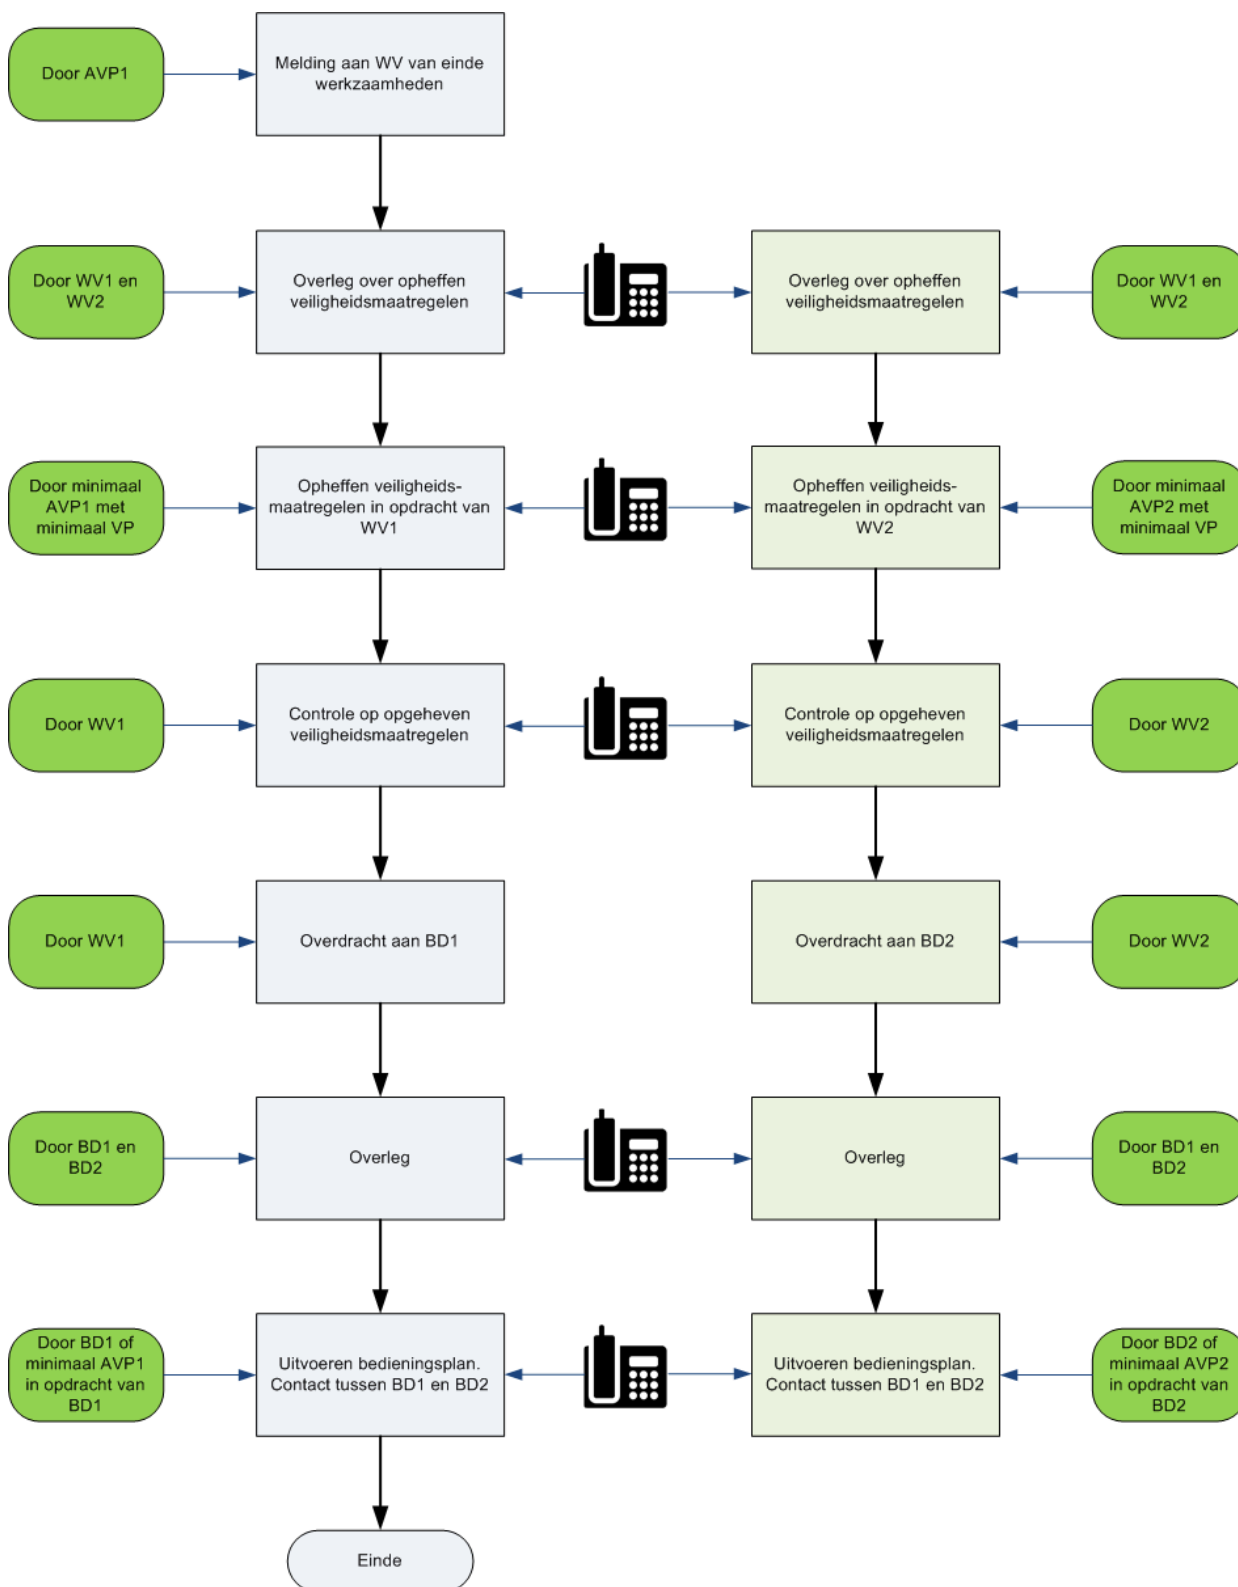 Door AVP1
Melding aan WV van einde
werkzaamheden
Door WV1 en
WV2
Overleg over opheffen
veiligheidsmaatregelen
Overleg over opheffen
veiligheidsmaatregelen
Door WV1 en
WV2
Door minimaal
AVP1 met
minimaal VP
Opheffen veiligheids-
maatregelen in opdracht van
WV1
Opheffen veiligheids-
maatregelen in opdracht van
WV2
Door minimaal
AVP2 met
minimaal VP
Door WV1
Controle op opgeheven
veiligheidsmaatregelen
Controle op opgeheven
veiligheidsmaatregelen
Door WV2
Door WV1
Overdracht aan BD1
Overdracht aan BD2
Door WV2
Door BD1 en
BD2
Overleg
Overleg
Door BD1 en
BD2
Door BD1 of
minimaal AVP1
in opdracht van
BD1
Uitvoeren bedieningsplan.
Contact tussen BD1 en BD2
Uitvoeren bedieningsplan.
Contact tussen BD1 en BD2
Door BD2 of
minimaal AVP2
in opdracht van
BD2
Einde